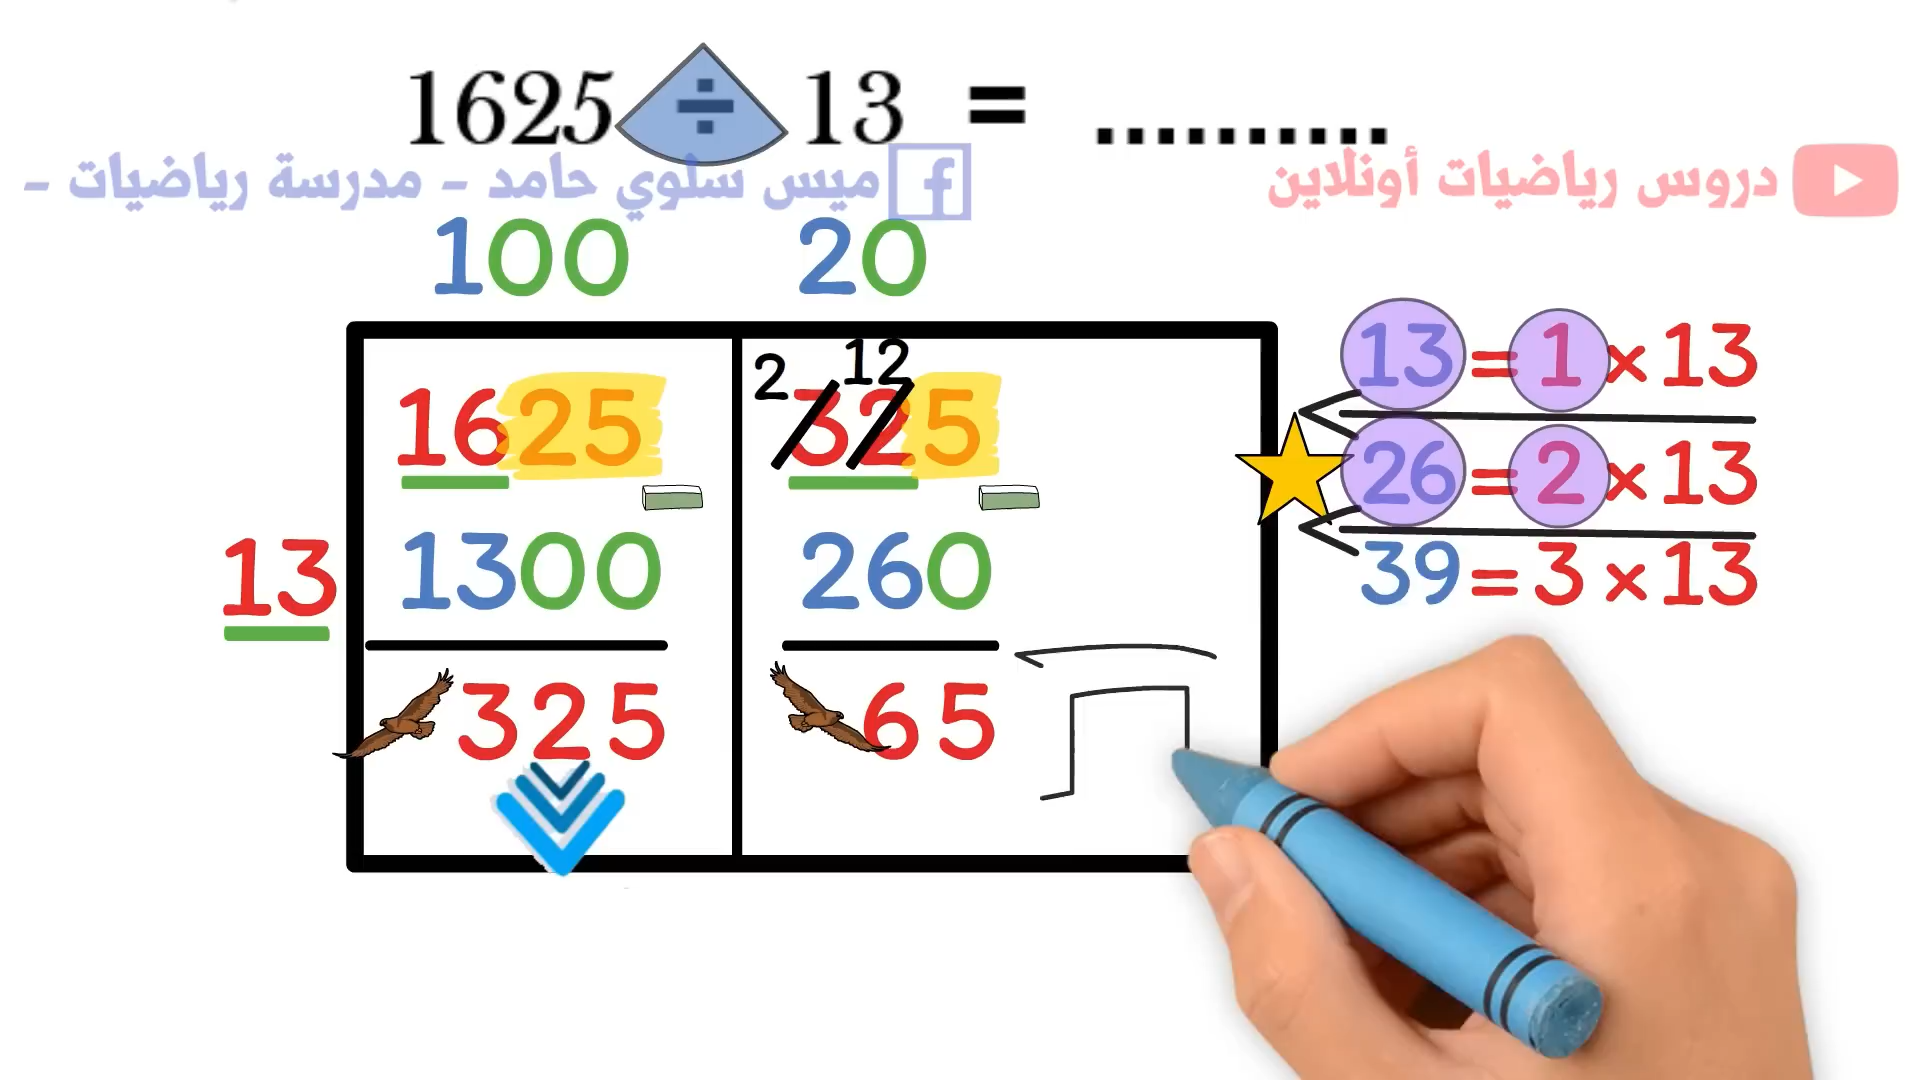 1625 ÷ 13 = ..........
ميس سلوي حامد - مدرسة رياضيات -
دروس رياضيات أونلاين
100 20
2 12
1625 325
13 = 1 × 13
26 = 2 × 13
39 = 3 × 13
13 1300 260
325 65